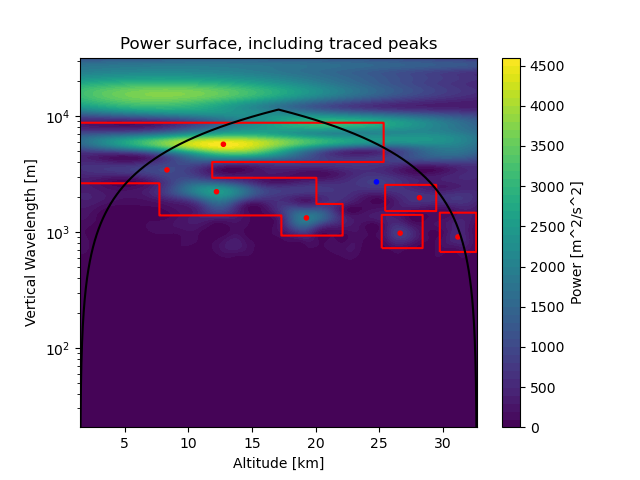 Power surface, including traced peaks
Vertical Wavelength [m]
10^4
10^3
10^2
5 10 15 20 25 30
Altitude [km]
4500
4000
3500
3000
2500
2000
1500
1000
500
0
Power [m^2/s^2]